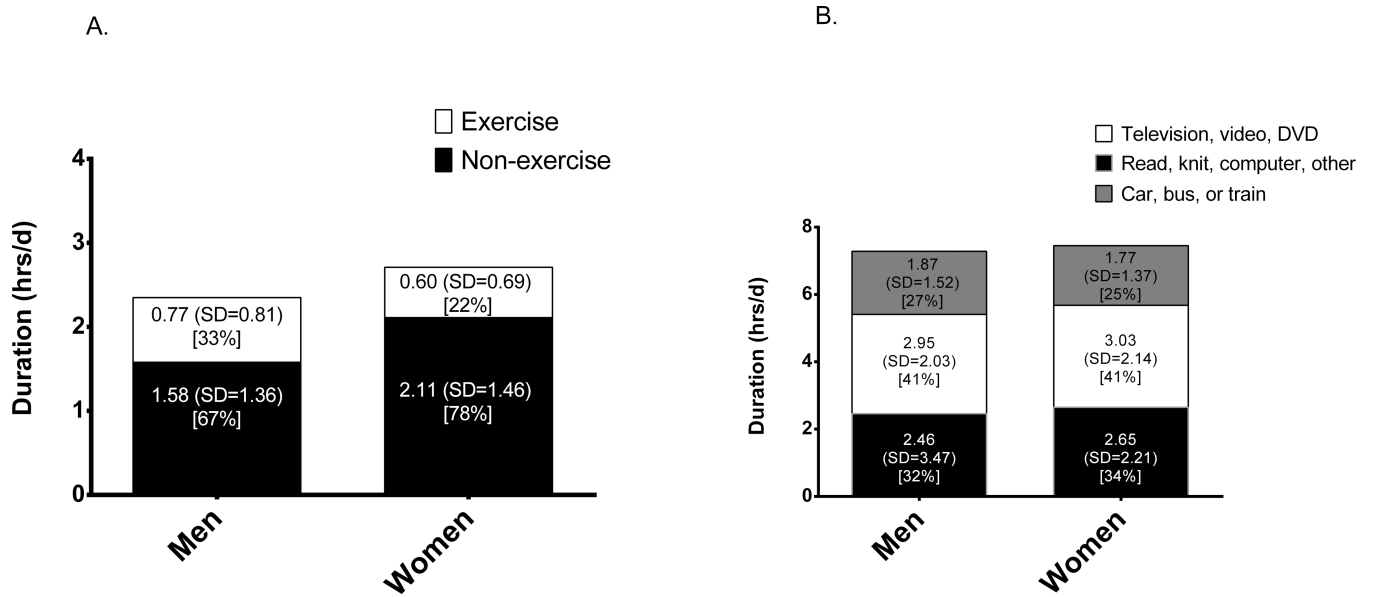 A.
Exercise
Non-exercise
Duration (hrs/d)
4
3
2
1
0
0.77 (SD=0.81)
[33%]
1.58 (SD=1.36)
[67%]
0.60 (SD=0.69)
[22%]
2.11 (SD=1.46)
[78%]
Men
Women
B.
Television, video, DVD
Read, knit, computer, other
Car, bus, or train
Duration (hrs/d)
8
6
4
2
0
1.87
(SD=1.52)
[27%]
2.95
(SD=2.03)
[41%]
2.46
(SD=3.47)
[32%]
1.77
(SD=1.37)
[25%]
3.03
(SD=2.14)
[41%]
2.65
(SD=2.21)
[34%]
Men
Women